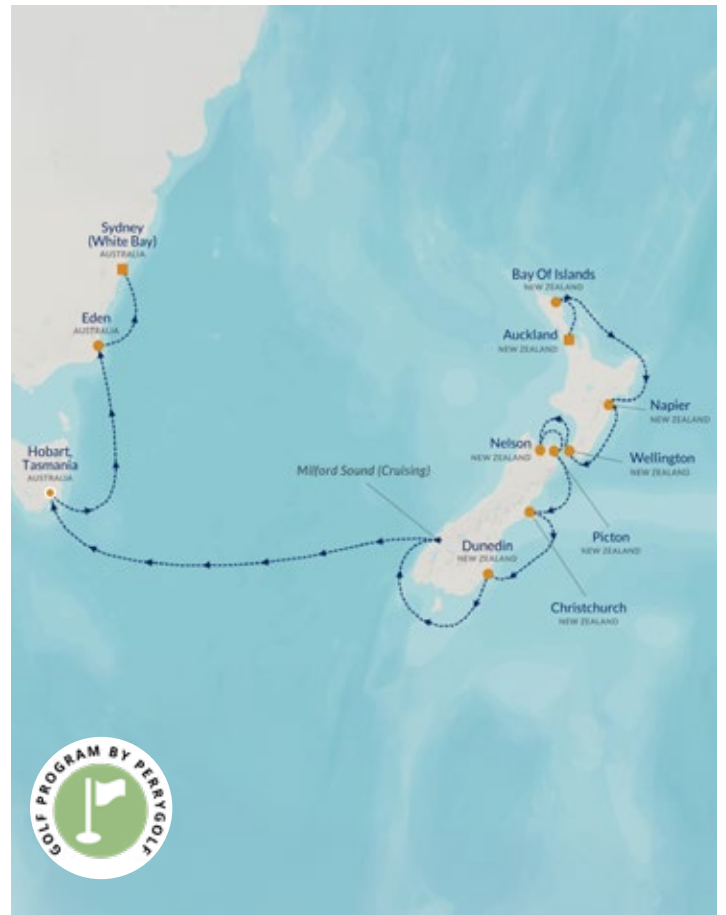 Sydney
(White Bay)
AUSTRALIA
Bay Of Islands
NEW ZEALAND
Eden
AUSTRALIA
Auckland
NEW ZEALAND
Napier
NEW ZEALAND
Nelson
NEW ZEALAND
Wellington
NEW ZEALAND
Hobart,
Tasmania
AUSTRALIA
Milford Sound (Cruising)
Picton
NEW ZEALAND
Dunedin
NEW ZEALAND
Christchurch
NEW ZEALAND
GOLF PROGRAM BY PERRYGOLF